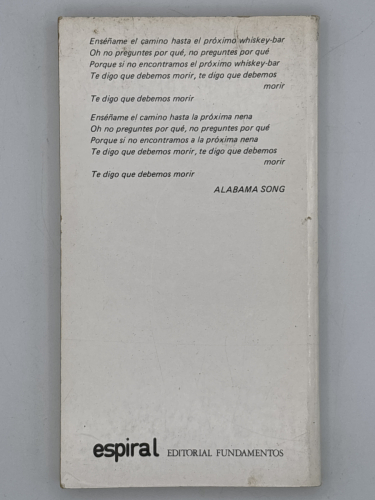 Enséñame el camino hasta el próximo whiskey-bar
Oh no preguntes por qué, no preguntes por qué
Porque si no encontramos el próximo whiskey-bar
Te digo que debemos morir, te digo que debemos
morir
Te digo que debemos morir
Enséñame el camino hasta la próxima nena
Oh no preguntes por qué, no preguntes por qué
Porque si no encontramos a la próxima nena
Te digo que debemos morir, te digo que debemos
morir
Te digo que debemos morir
ALABAMA SONG
espiral EDITORIAL FUNDAMENTOS